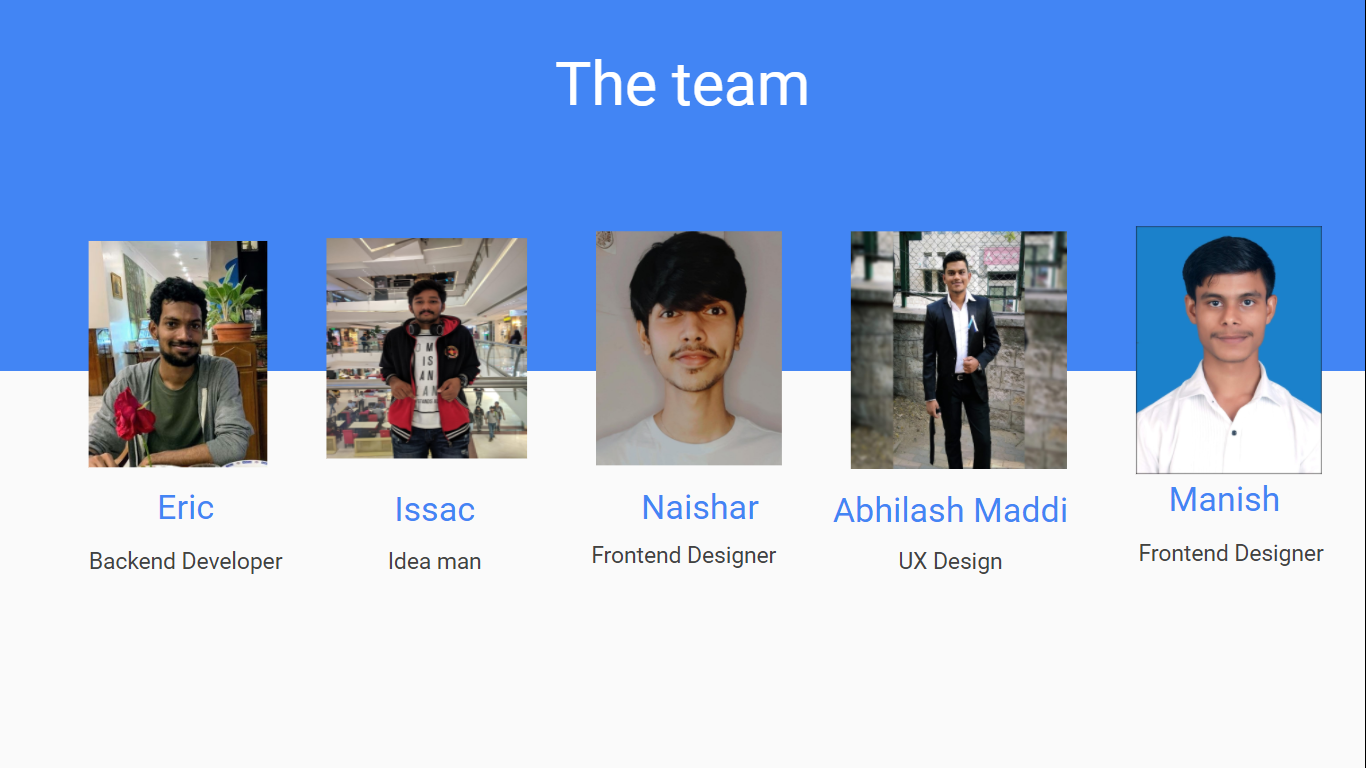 The team
Eric
Issac
Naishar
Abhilash Maddi
Manish
Backend Developer
Idea man
Frontend Designer
UX Design
Frontend Designer